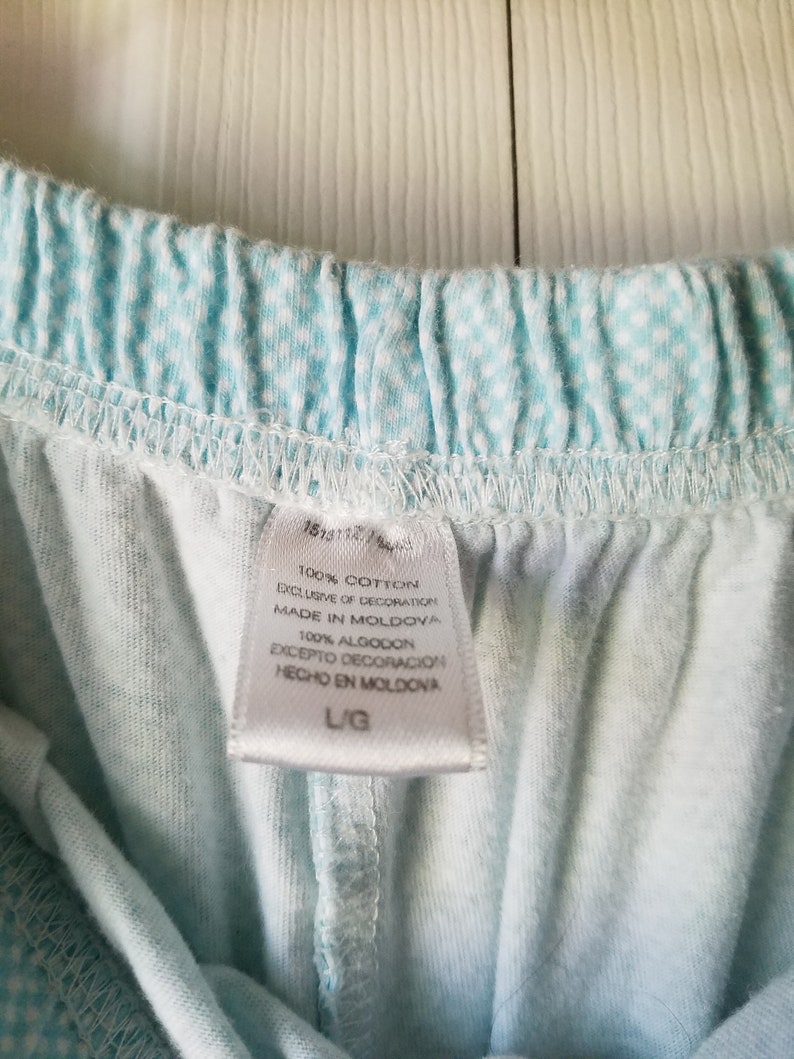 100% COTTON
EXCLUSIVE OF DECORATION
MADE IN MOLDOVA
100% ALGODON
EXCEPTO DECORACION
HECHO EN MOLDOVA
L/G